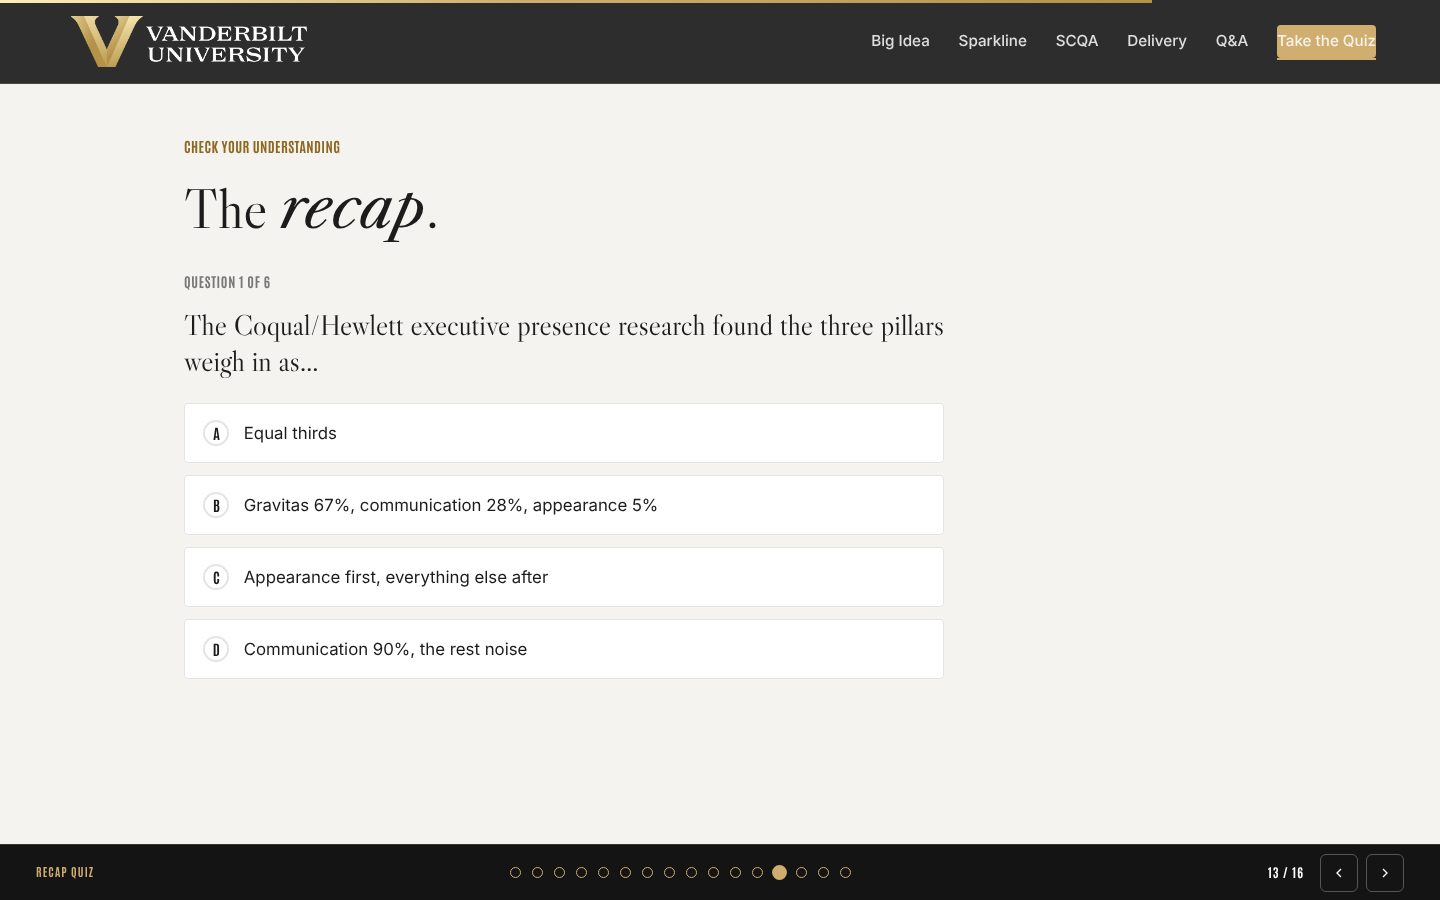 VANDERBILT
UNIVERSITY
Big Idea Sparkline SCQA Delivery Q&A Take the Quiz
CHECK YOUR UNDERSTANDING
The recap.
QUESTION 1 OF 6
The Coqual/Hewlett executive presence research found the three pillars
weigh in as...
A Equal thirds
B Gravitas 67%, communication 28%, appearance 5%
C Appearance first, everything else after
D Communication 90%, the rest noise
RECAP QUIZ 13 / 16